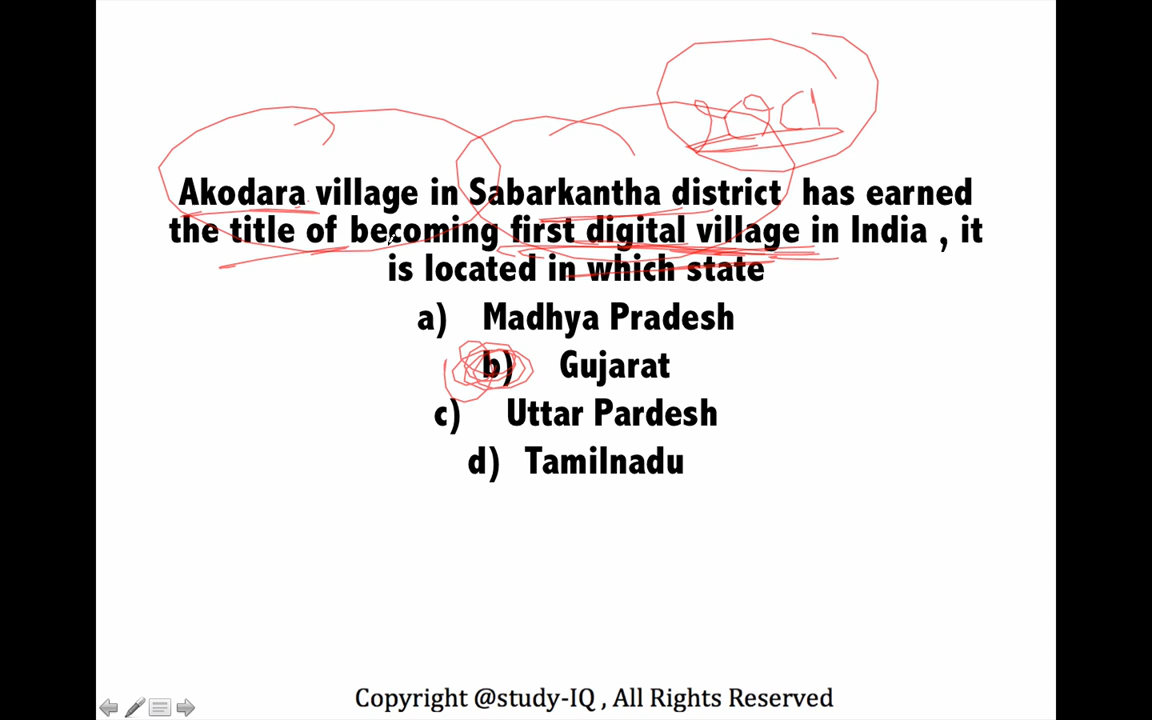 Akodara village in Sabarkantha district has earned
the title of becoming first digital village in India , it
is located in which state
a) Madhya Pradesh
b) Gujarat
c) Uttar Pardesh
d) Tamilnadu
Copyright @study-IQ , All Rights Reserved